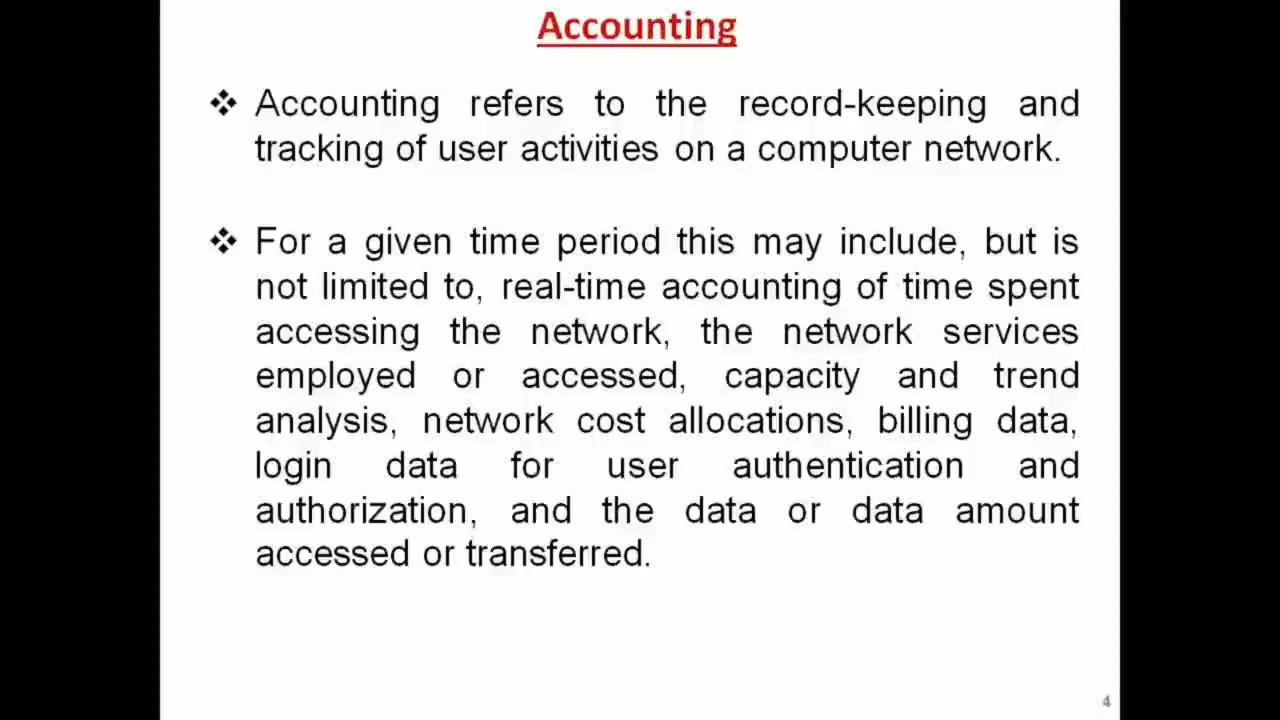 Accounting
❖ Accounting refers to the record-keeping and
tracking of user activities on a computer network.
❖ For a given time period this may include, but is
not limited to, real-time accounting of time spent
accessing the network, the network services
employed or accessed, capacity and trend
analysis, network cost allocations, billing data,
login data for user authentication and
authorization, and the data or data amount
accessed or transferred.
4